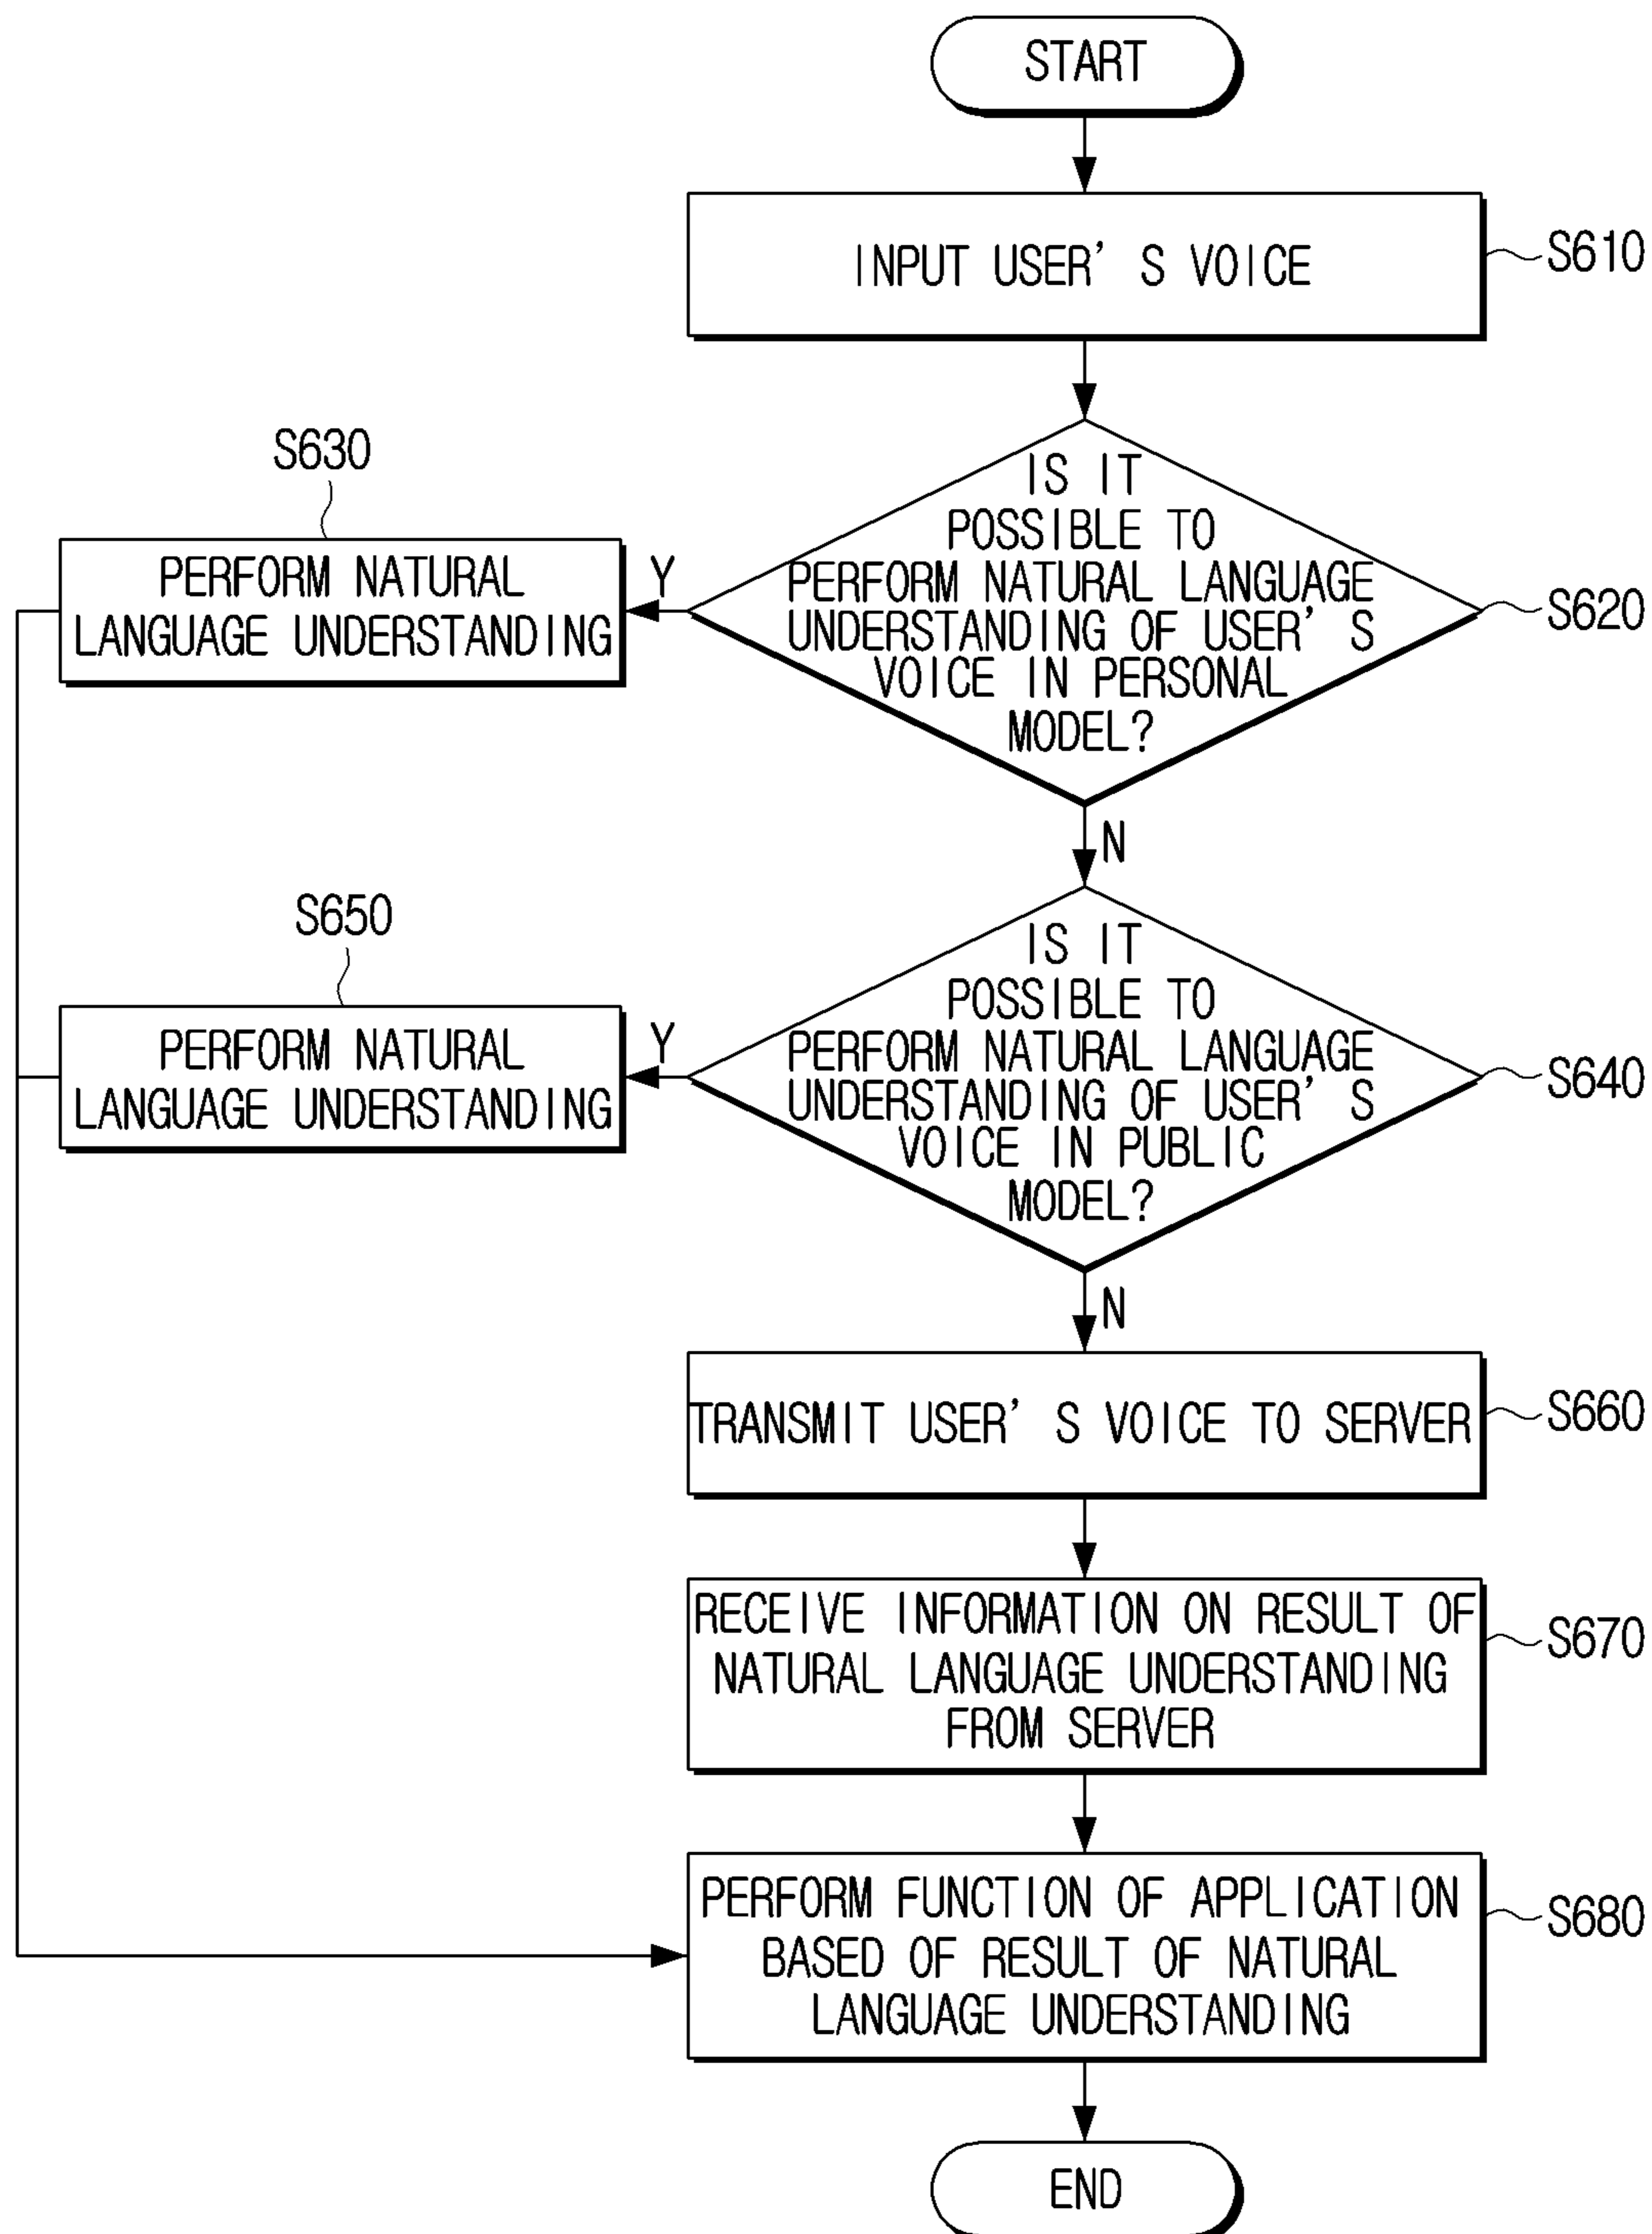 START
INPUT USER'S VOICE
S610
S630
IS IT
POSSIBLE TO
PERFORM NATURAL LANGUAGE
UNDERSTANDING OF USER'S
VOICE IN PERSONAL
MODEL?
S620
Y
PERFORM NATURAL
LANGUAGE UNDERSTANDING
N
S650
IS IT
POSSIBLE TO
PERFORM NATURAL LANGUAGE
UNDERSTANDING OF USER'S
VOICE IN PUBLIC
MODEL?
S640
Y
PERFORM NATURAL
LANGUAGE UNDERSTANDING
N
TRANSMIT USER'S VOICE TO SERVER
S660
RECEIVE INFORMATION ON RESULT OF
NATURAL LANGUAGE UNDERSTANDING
FROM SERVER
S670
PERFORM FUNCTION OF APPLICATION
BASED OF RESULT OF NATURAL
LANGUAGE UNDERSTANDING
S680
END